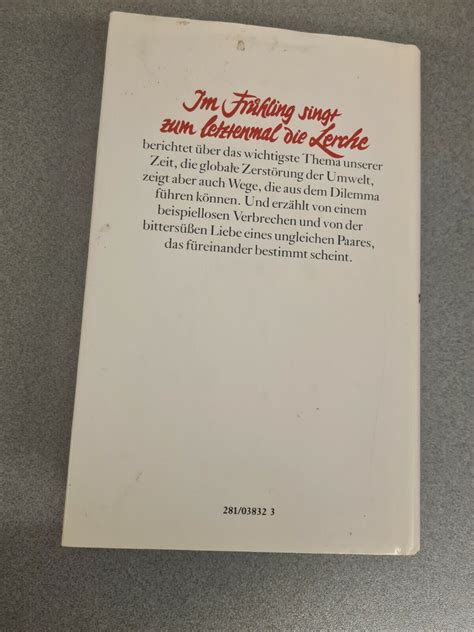 Im Frühling singt
zum letztenmal die Lerche
berichtet über das wichtigste Thema unserer
Zeit, die globale Zerstörung der Umwelt,
zeigt aber auch Wege, die aus dem Dilemma
führen können. Und erzählt von einem
beispiellosen Verbrechen und von der
bittersüßen Liebe eines ungleichen Paares,
das füreinander bestimmt scheint.
281/03832 3